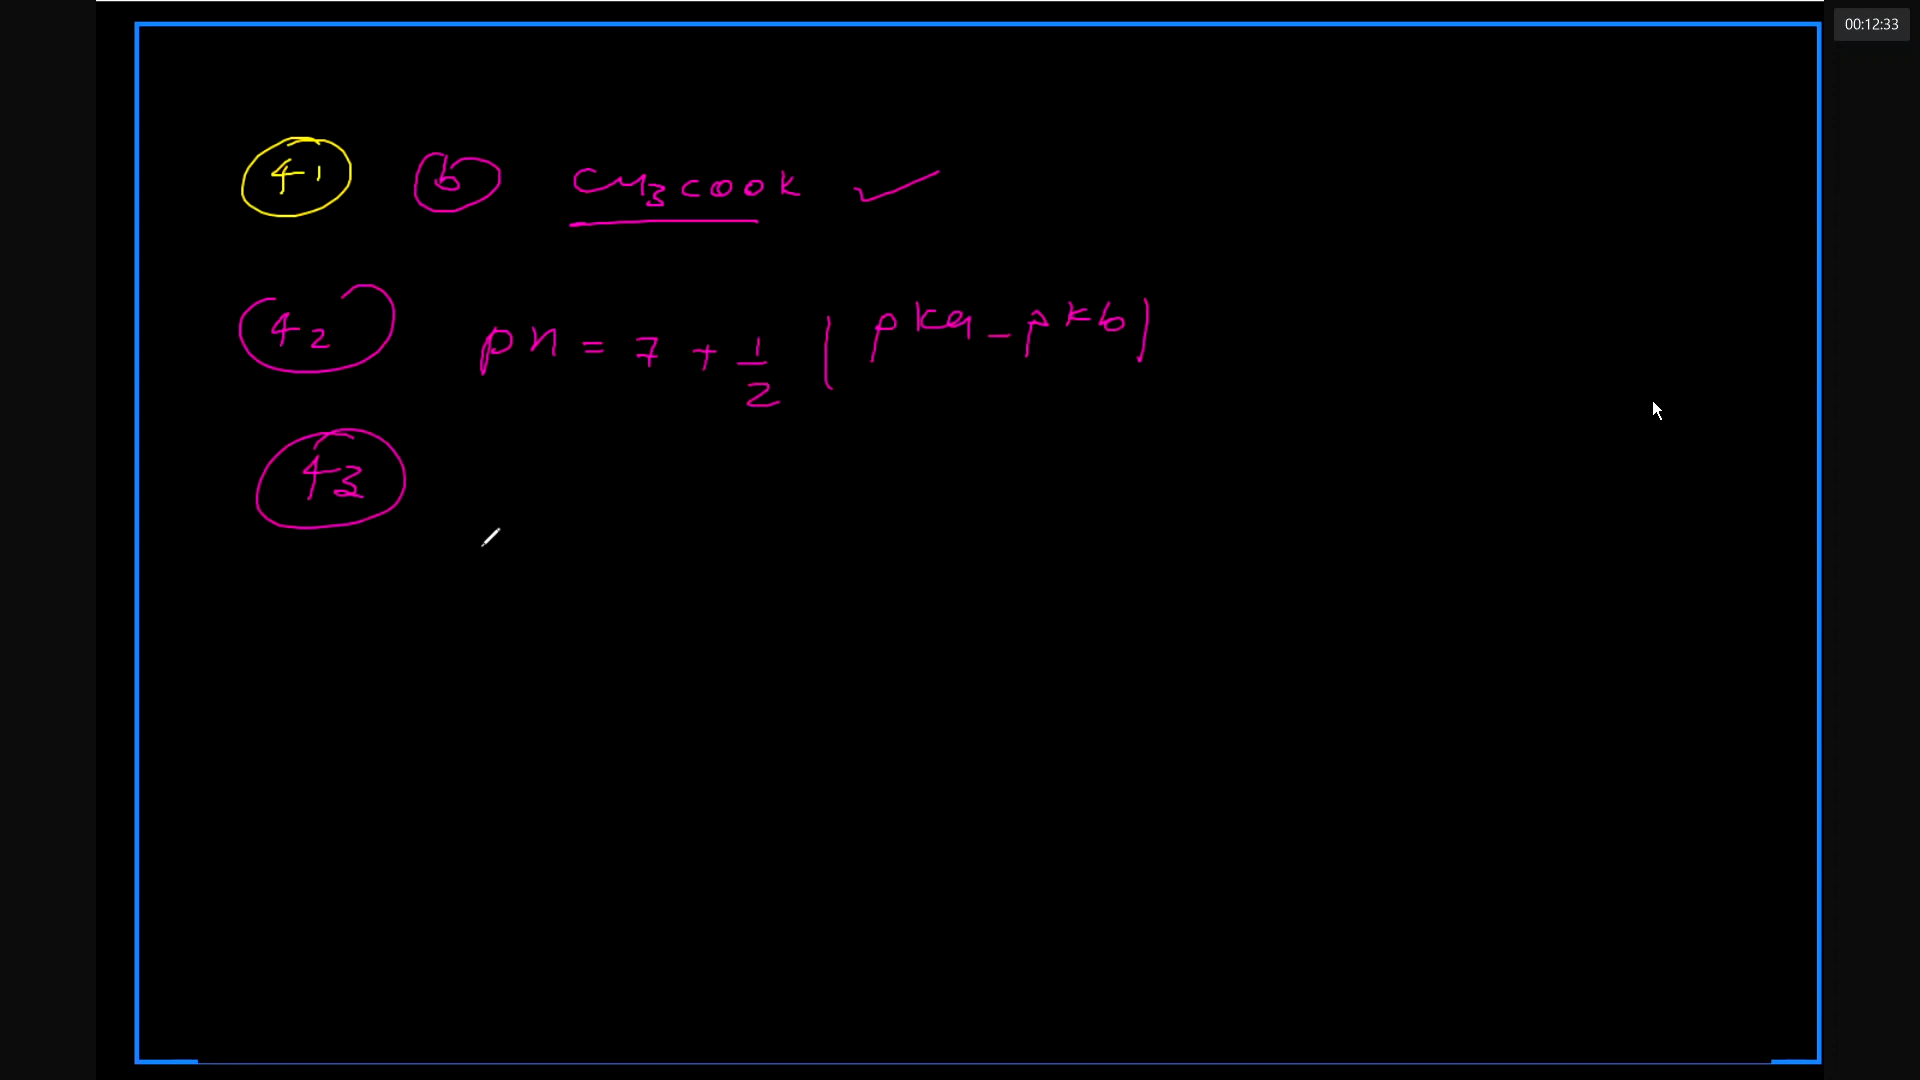 00:12:33
41 b CH3COOK ✓
42 pH = 7 + 1/2 [pka - pkb]
43